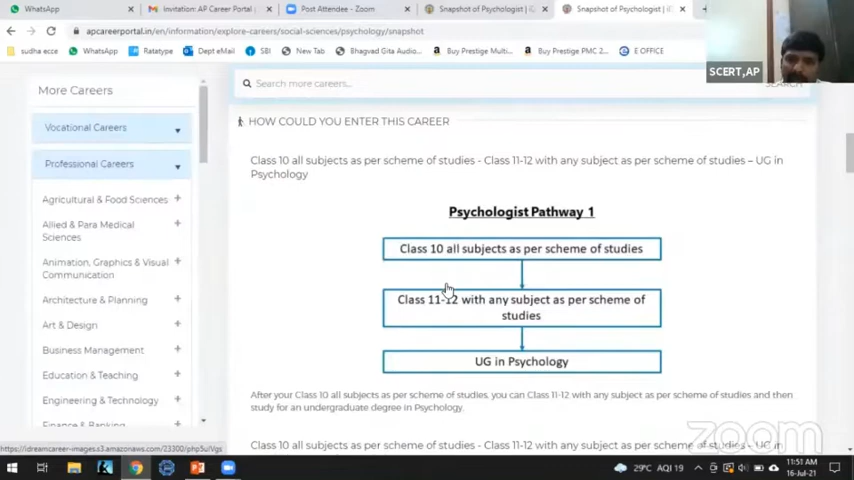 WhatsApp
Invitation: AP Career Portal
Post Attendee - Zoom
Snapshot of Psychologist |
Snapshot of Psychologist |
apcareerportal.in/en/information/explore-careers/social-sciences/psychology/snapshot
sudha ecce
WhatsApp
Ratatype
Dept eMail
SBI
New Tab
Bhagvad Gita Audio...
Buy Prestige Multi...
Buy Prestige PMC 2...
E OFFICE
SCERT,AP
More Careers
Vocational Careers
Professional Careers
Agricultural & Food Sciences +
Allied & Para Medical +
Sciences
Animation, Graphics & Visual +
Communication
Architecture & Planning +
Art & Design +
Business Management +
Education & Teaching +
Engineering & Technology +
Finance & Banking
Search more careers...
SEARCH
HOW COULD YOU ENTER THIS CAREER
Class 10 all subjects as per scheme of studies - Class 11-12 with any subject as per scheme of studies – UG in
Psychology
Psychologist Pathway 1
Class 10 all subjects as per scheme of studies
Class 11-12 with any subject as per scheme of
studies
UG in Psychology
After your Class 10 all subjects as per scheme of studies, you can Class 11-12 with any subject as per scheme of studies and then
study for an undergraduate degree in Psychology.
Class 10 all subjects as per scheme of studies - Class 11-12 with any subject as per scheme of studies - UG in
zoom
29°C AQI 19
11:51 AM
16-Jul-21